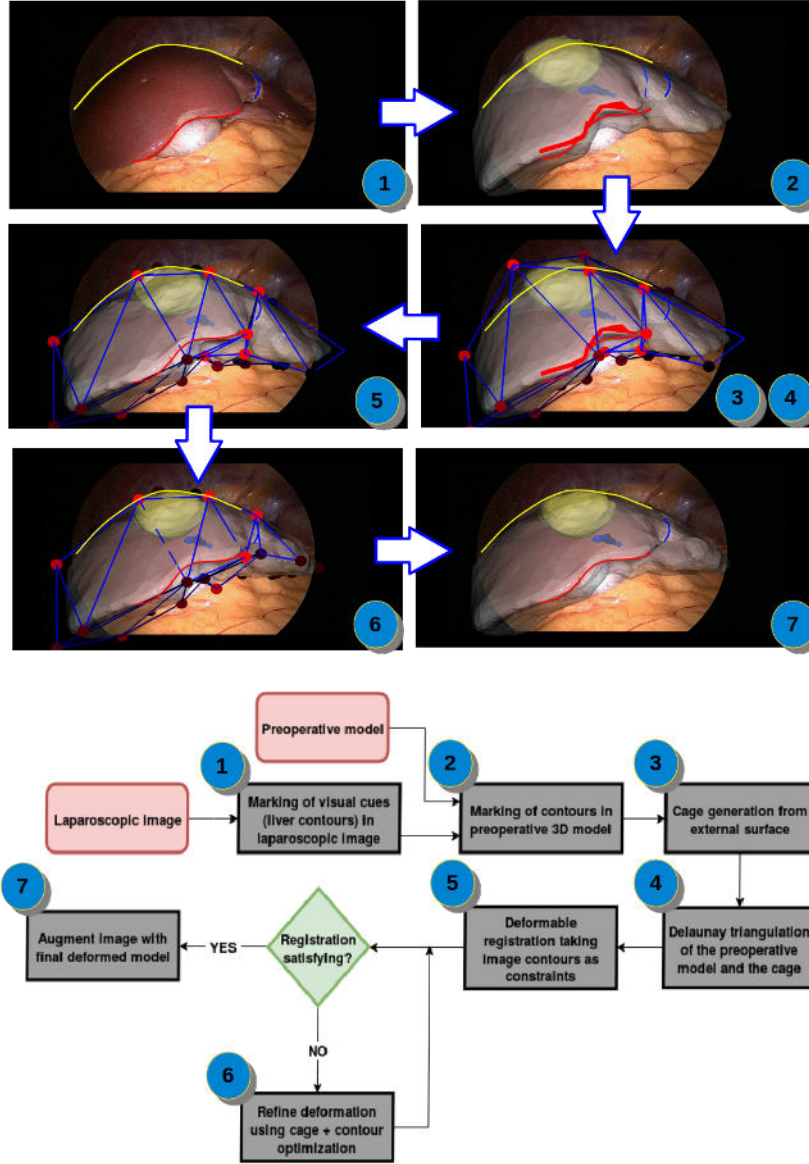 1
2
5
3
4
6
7
Preoperative model
1
2
3
Laparoscopic image
Marking of visual cues
(liver contours) in
laparoscopic image
Marking of contours in
preoperative 3D model
Cage generation from
external surface
7
5
4
Augment image with
final deformed model
YES
Registration
satisfying?
Deformable
registration taking
image contours as
constraints
Delaunay triangulation
of the preoperative
model and the cage
NO
6
Refine deformation
using cage + contour
optimization